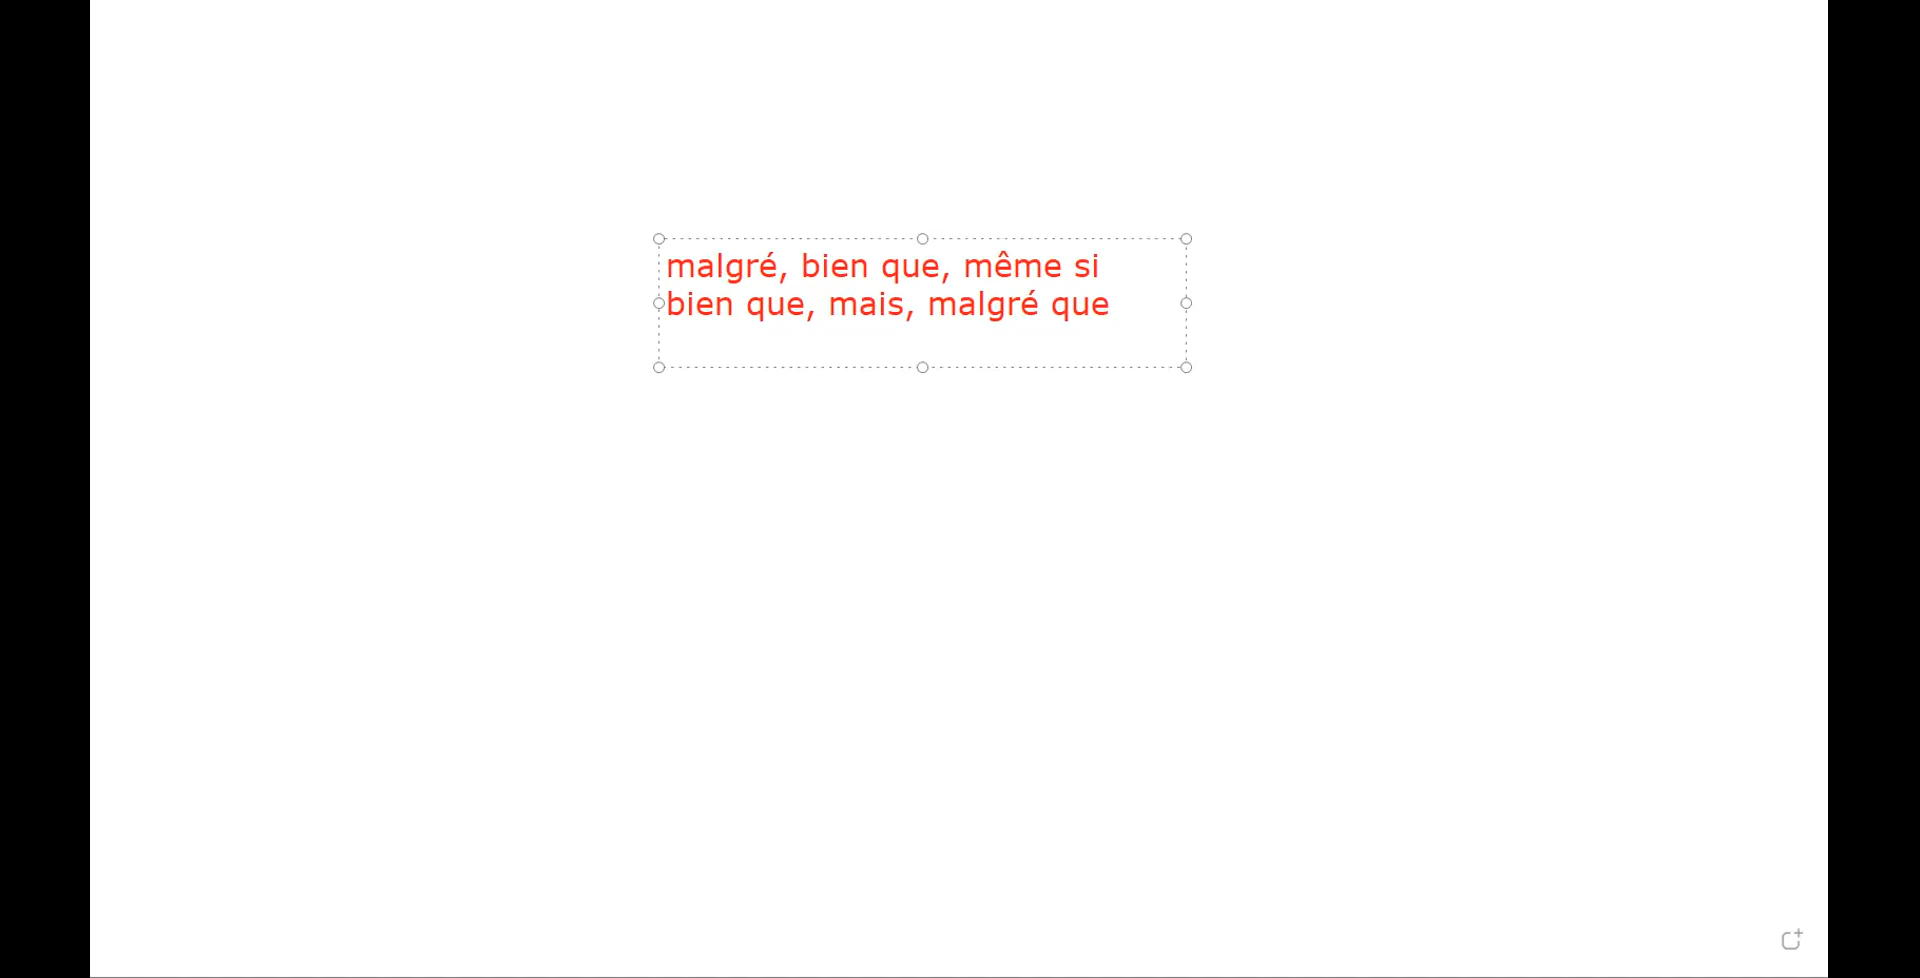 malgré, bien que, même si
bien que, mais, malgré que